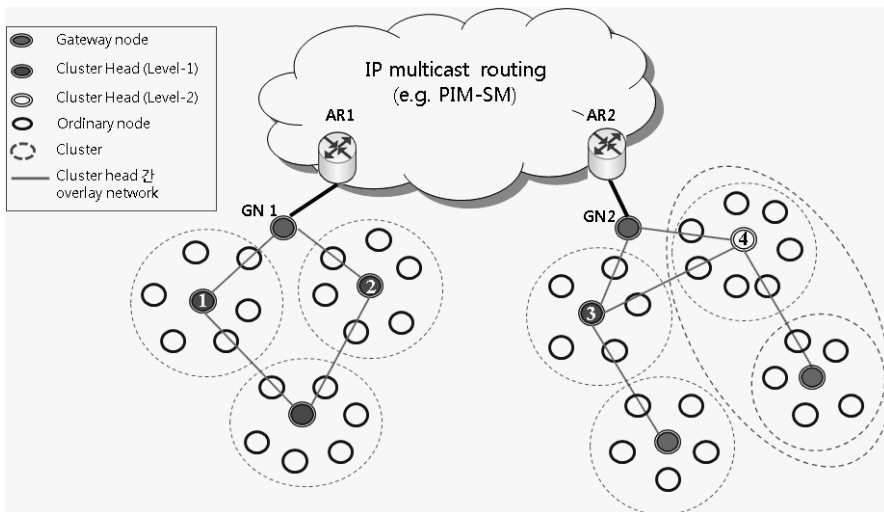 Gateway node
Cluster Head (Level-1)
Cluster Head (Level-2)
Ordinary node
Cluster
Cluster head 간
overlay network
IP multicast routing
(e.g. PIM-SM)
AR1
AR2
GN 1
GN2
1
2
3
4